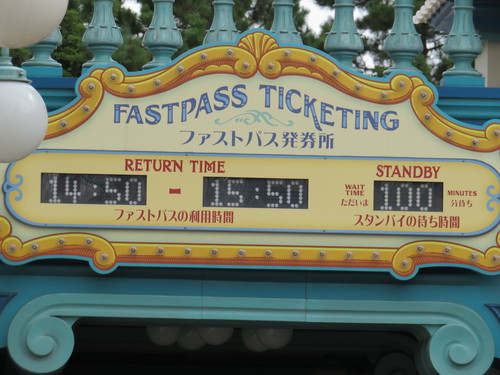 FASTPASS TICKETING
ファストパス発券所
RETURN TIME
14:50 - 15:50
ファストパスの利用時間
STANDBY
WAIT TIME 100 MINUTES
ただいま 分待ち
スタンバイの待ち時間